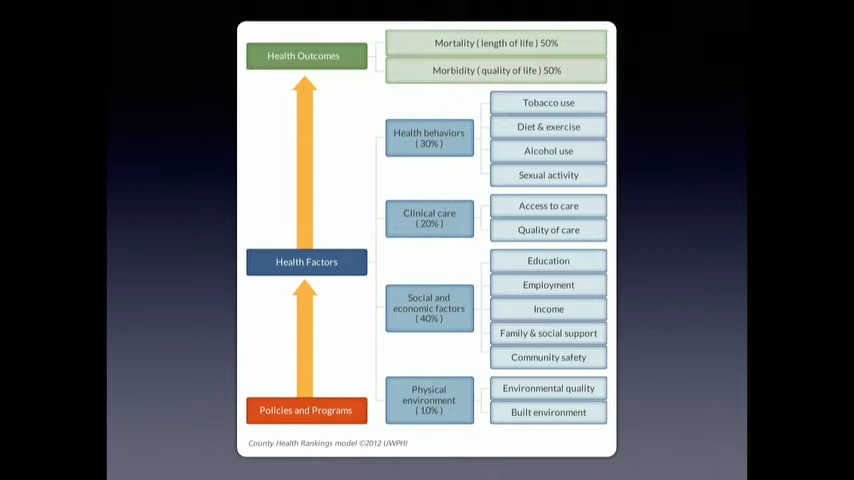 Health Outcomes
Mortality ( length of life ) 50%
Morbidity ( quality of life ) 50%
Health behaviors
( 30% )
Tobacco use
Diet & exercise
Alcohol use
Sexual activity
Clinical care
( 20% )
Access to care
Quality of care
Health Factors
Social and
economic factors
( 40% )
Education
Employment
Income
Family & social support
Community safety
Physical
environment
( 10% )
Environmental quality
Built environment
Policies and Programs
County Health Rankings model ©2012 UWPHI